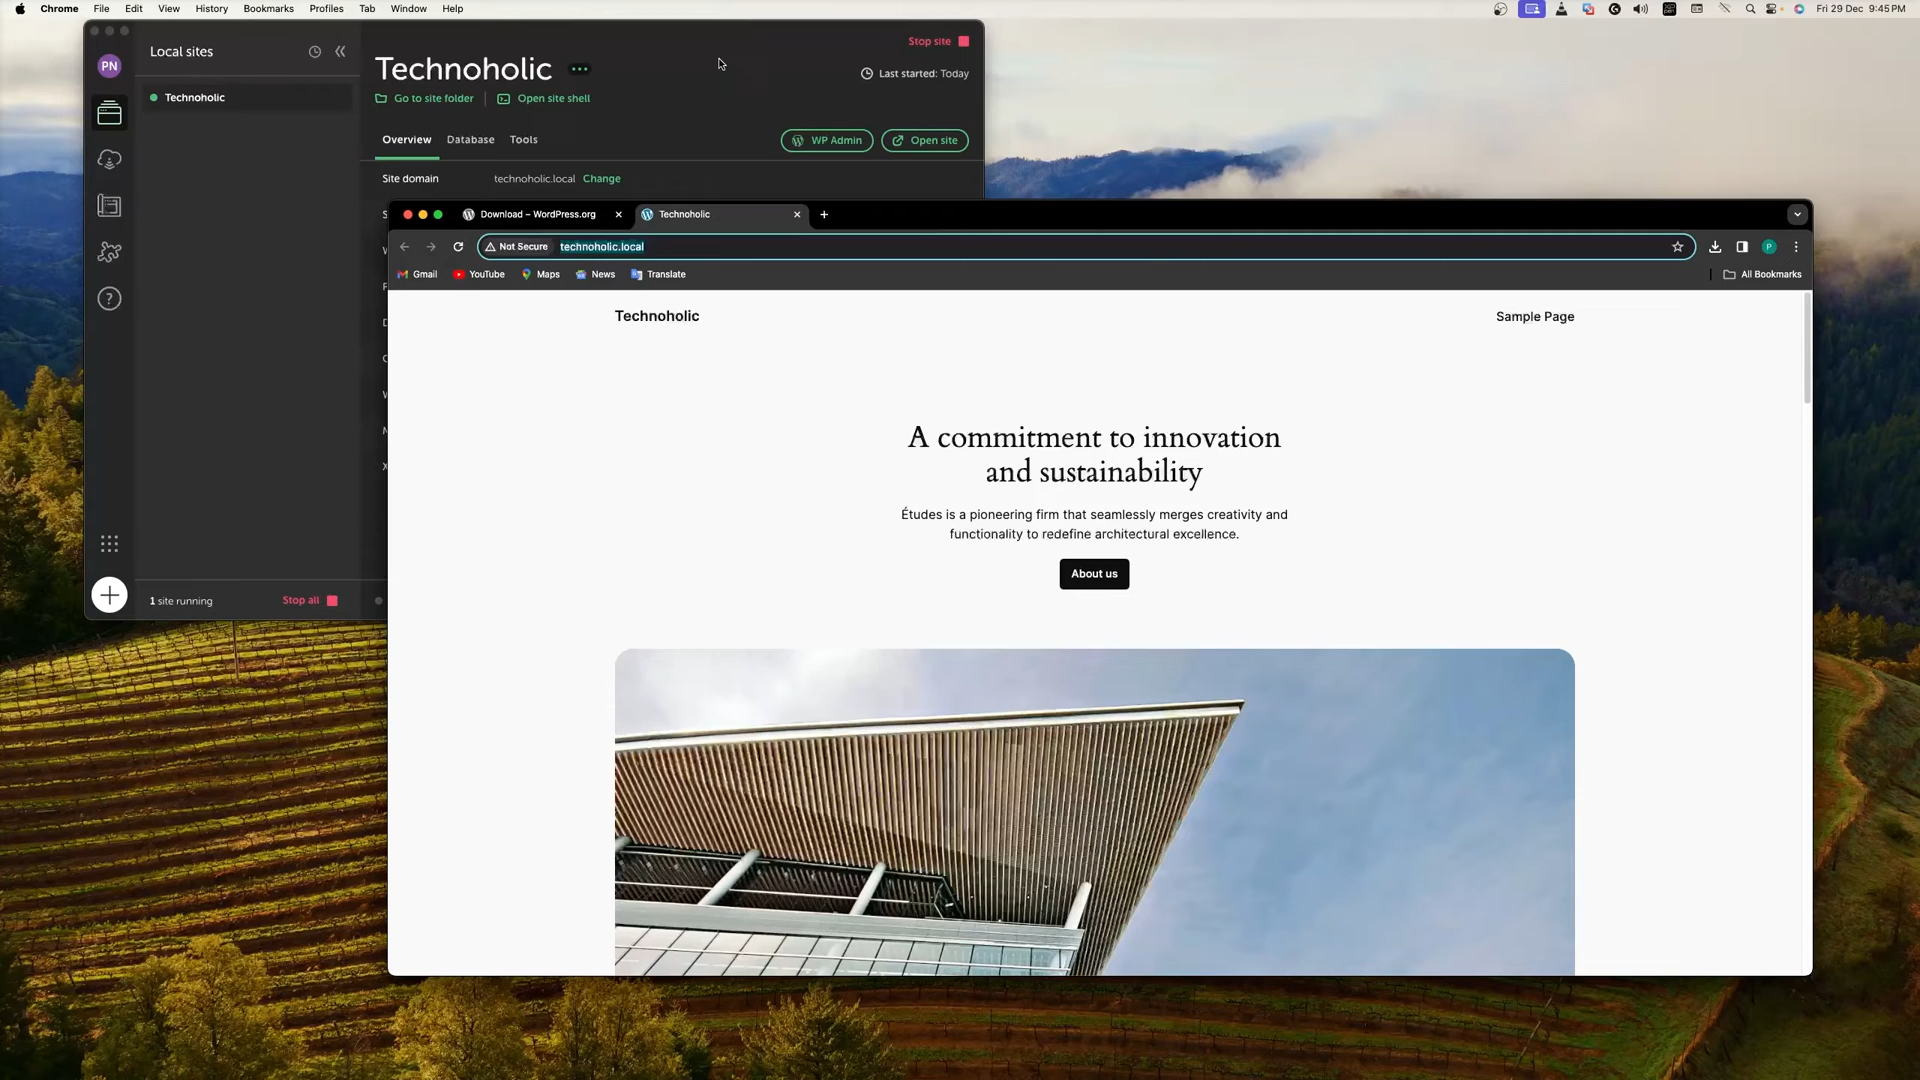 Chrome File Edit View History Bookmarks Profiles Tab Window Help
Fri 29 Dec 9:45 PM
PN
Local sites
Technoholic
1 site running
Stop all
Stop site
Technoholic
Last started: Today
Go to site folder
Open site shell
Overview Database Tools
WP Admin
Open site
Site domain technoholic.local Change
Download – WordPress.org
Technoholic
Not Secure technoholic.local
P
Gmail YouTube Maps News Translate
All Bookmarks
Technoholic
Sample Page
A commitment to innovation
and sustainability
Études is a pioneering firm that seamlessly merges creativity and
functionality to redefine architectural excellence.
About us